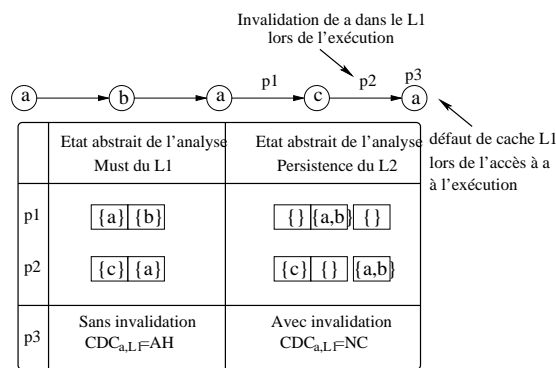 Invalidation de a dans le L1
lors de l'exécution
a b a p1 c p2 p3 a
défaut de cache L1
lors de l'accès à a
à l'exécution
Etat abstrait de l'analyse Etat abstrait de l'analyse
Must du L1 Persistence du L2
p1 {a} {b} {} {a,b} {}
p2 {c} {a} {c} {} {a,b}
p3 Sans invalidation Avec invalidation
CDCa,L1=AH CDCa,L1=NC